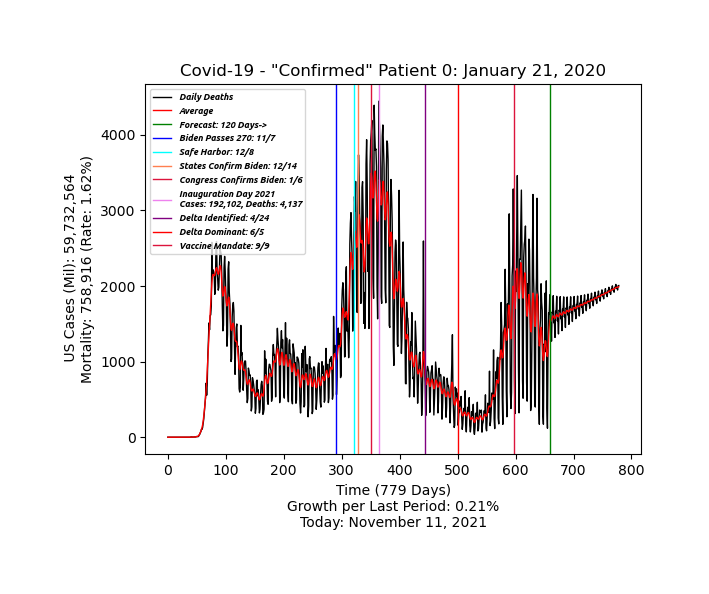 Covid-19 - "Confirmed" Patient 0: January 21, 2020
Daily Deaths
Average
Forecast: 120 Days->
Biden Passes 270: 11/7
Safe Harbor: 12/8
States Confirm Biden: 12/14
Congress Confirms Biden: 1/6
Inauguration Day 2021
Cases: 192,102, Deaths: 4,137
Delta Identified: 4/24
Delta Dominant: 6/5
Vaccine Mandate: 9/9
US Cases (Mil): 59,732,564
Mortality: 758,916 (Rate: 1.62%)
4000
3000
2000
1000
0
0 100 200 300 400 500 600 700 800
Time (779 Days)
Growth per Last Period: 0.21%
Today: November 11, 2021